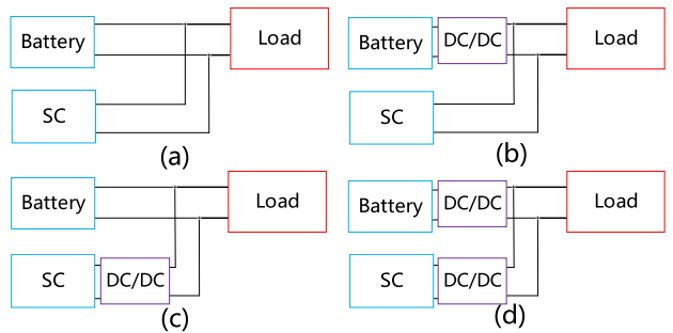 Battery
Load
SC
(a)
Battery
DC/DC
Load
SC
(b)
Battery
Load
SC
DC/DC
(c)
Battery
DC/DC
Load
SC
DC/DC
(d)